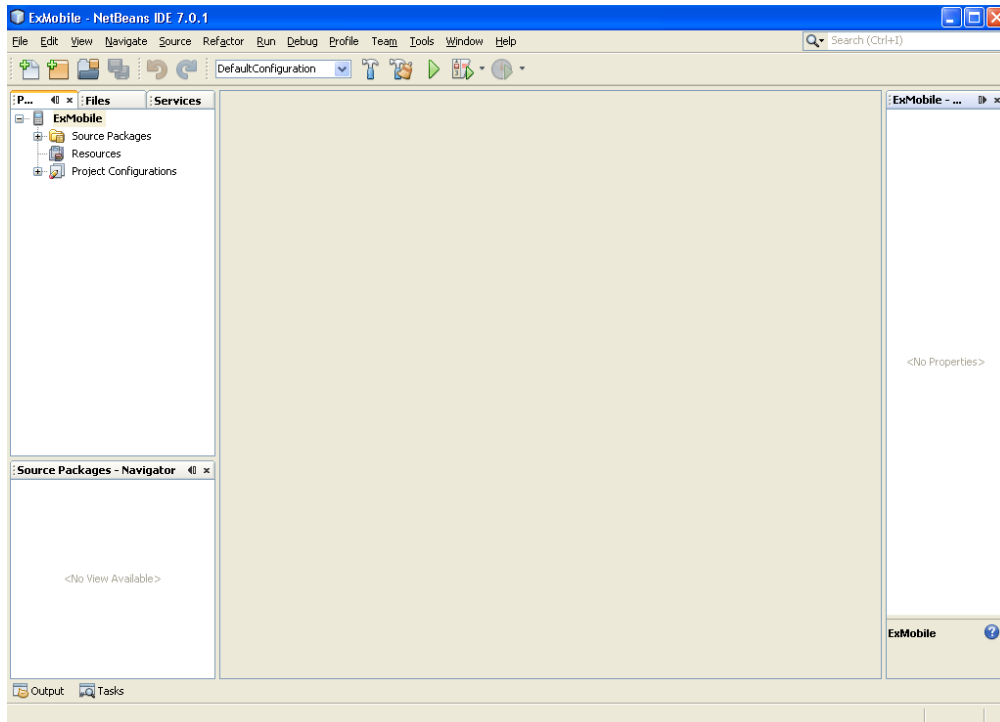 ExMobile - NetBeans IDE 7.0.1
File Edit View Navigate Source Refactor Run Debug Profile Team Tools Window Help
Search (Ctrl+I)
DefaultConfiguration
P... Files Services
ExMobile - ...
ExMobile
Source Packages
Resources
Project Configurations
<No Properties>
Source Packages - Navigator
<No View Available>
ExMobile
Output Tasks